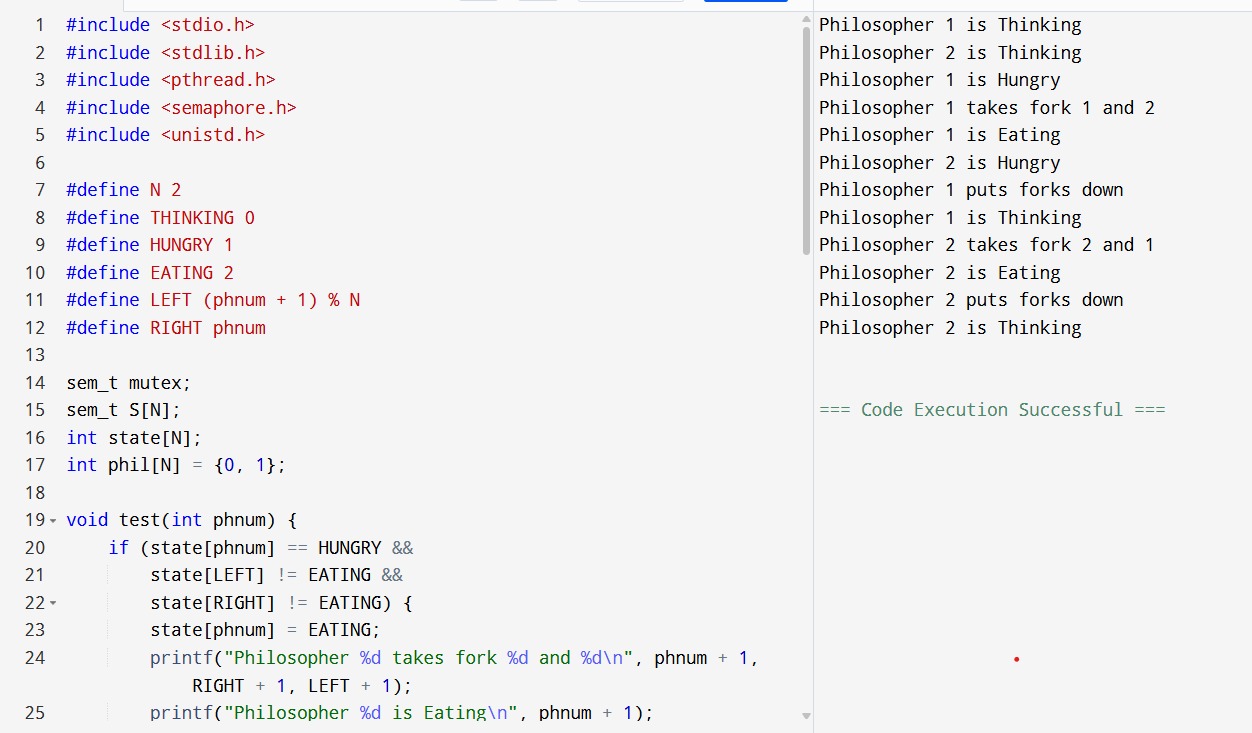 1 #include <stdio.h>
2 #include <stdlib.h>
3 #include <pthread.h>
4 #include <semaphore.h>
5 #include <unistd.h>
6
7 #define N 2
8 #define THINKING 0
9 #define HUNGRY 1
10 #define EATING 2
11 #define LEFT (phnum + 1) % N
12 #define RIGHT phnum
13
14 sem_t mutex;
15 sem_t S[N];
16 int state[N];
17 int phil[N] = {0, 1};
18
19 void test(int phnum) {
20     if (state[phnum] == HUNGRY &&
21         state[LEFT] != EATING &&
22         state[RIGHT] != EATING) {
23         state[phnum] = EATING;
24         printf("Philosopher %d takes fork %d and %d\n", phnum + 1,
            RIGHT + 1, LEFT + 1);
25         printf("Philosopher %d is Eating\n", phnum + 1);
Philosopher 1 is Thinking
Philosopher 2 is Thinking
Philosopher 1 is Hungry
Philosopher 1 takes fork 1 and 2
Philosopher 1 is Eating
Philosopher 2 is Hungry
Philosopher 1 puts forks down
Philosopher 1 is Thinking
Philosopher 2 takes fork 2 and 1
Philosopher 2 is Eating
Philosopher 2 puts forks down
Philosopher 2 is Thinking
=== Code Execution Successful ===